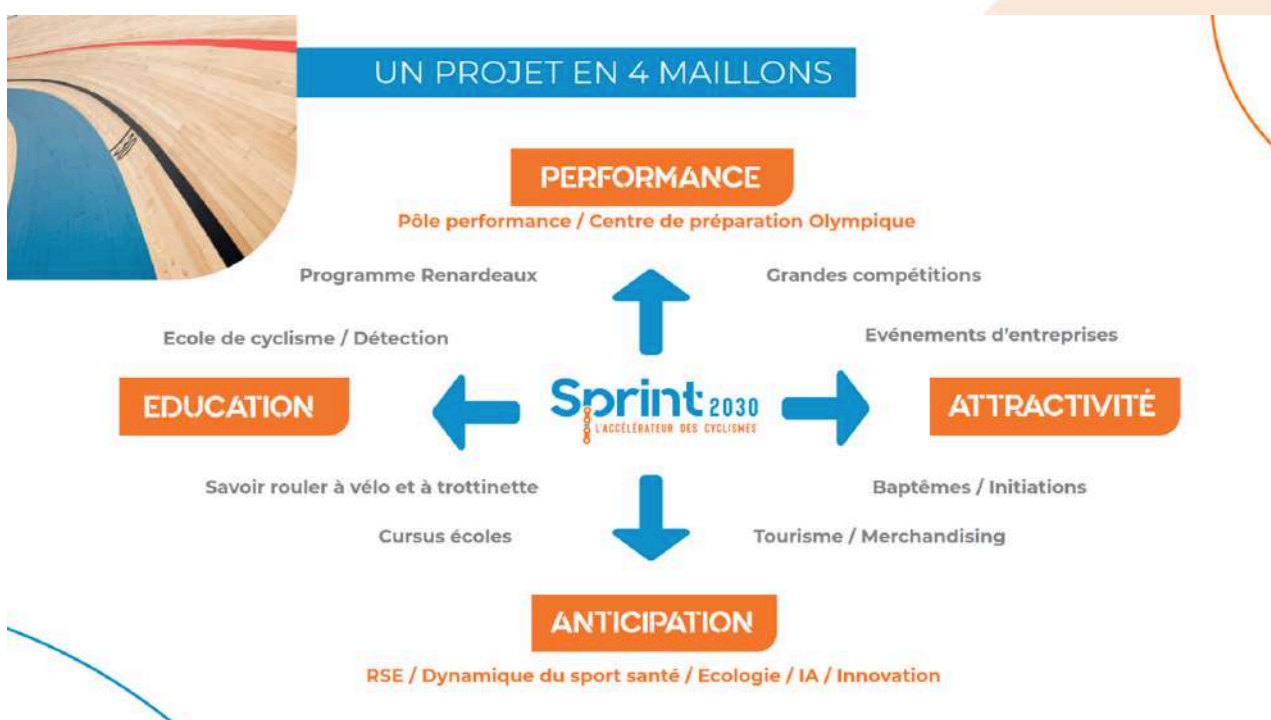 UN PROJET EN 4 MAILLONS
PERFORMANCE
Pôle performance / Centre de préparation Olympique
Programme Renardeaux
Grandes compétitions
Ecole de cyclisme / Détection
Evénements d'entreprises
EDUCATION
Sprint 2030
L'ACCÉLÉRATEUR DES CYCLISMES
ATTRACTIVITÉ
Savoir rouler à vélo et à trottinette
Baptêmes / Initiations
Cursus écoles
Tourisme / Merchandising
ANTICIPATION
RSE / Dynamique du sport santé / Ecologie / IA / Innovation